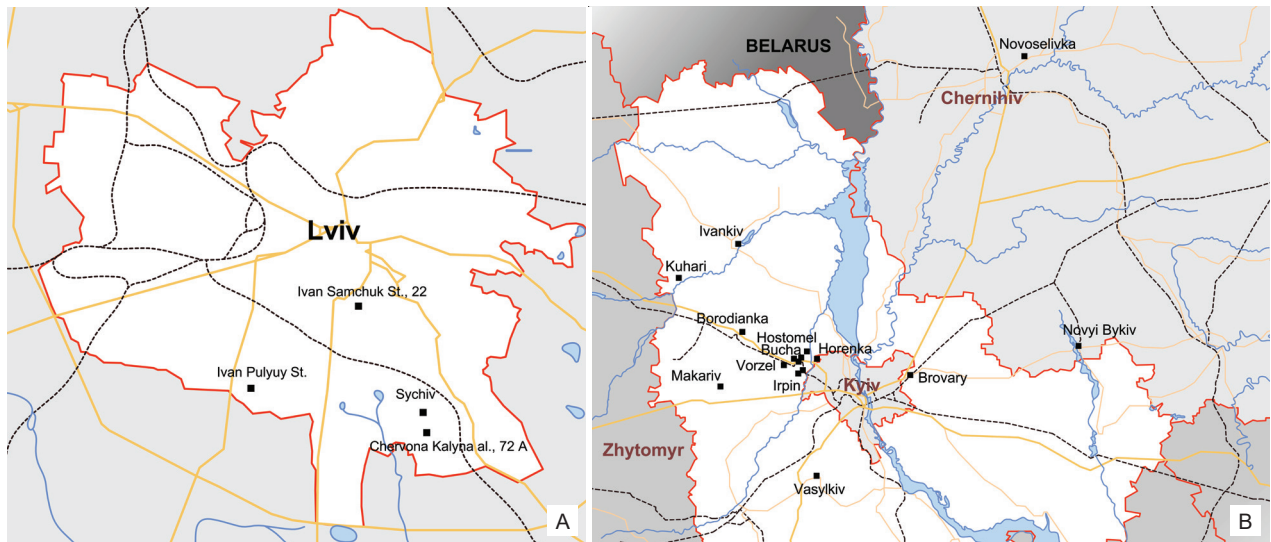 Lviv
Ivan Samchuk St., 22
Ivan Pulyuy St.
Sychiv
Chervona Kalyna al., 72 A
A
BELARUS
Novoselivka
Chernihiv
Ivankiv
Kuhari
Borodianka
Hostomel
Bucha
Horenka
Vorzel
Novyi Bykiv
Makariv
Irpin
Kyiv
Brovary
Zhytomyr
Vasylkiv
B